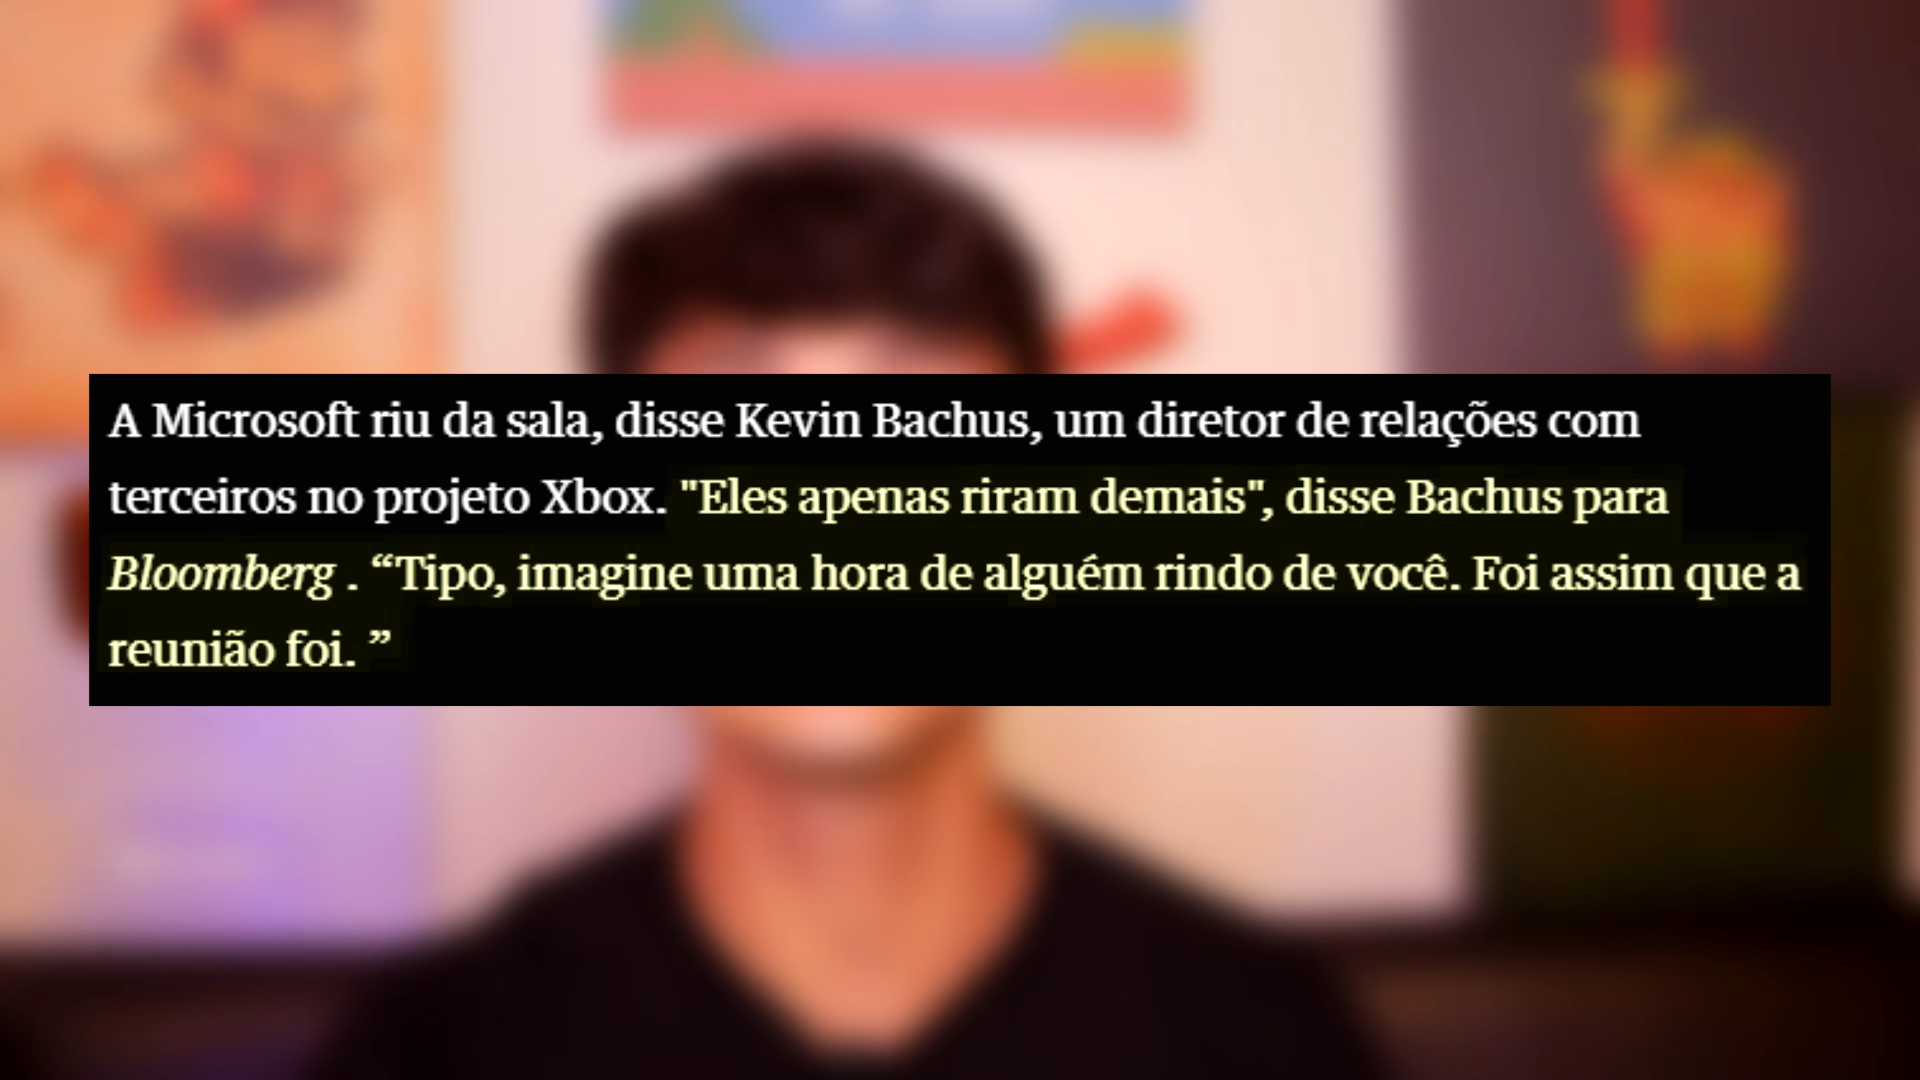 A Microsoft riu da sala, disse Kevin Bachus, um diretor de relações com
terceiros no projeto Xbox. "Eles apenas riram demais", disse Bachus para
Bloomberg . “Tipo, imagine uma hora de alguém rindo de você. Foi assim que a
reunião foi. ”